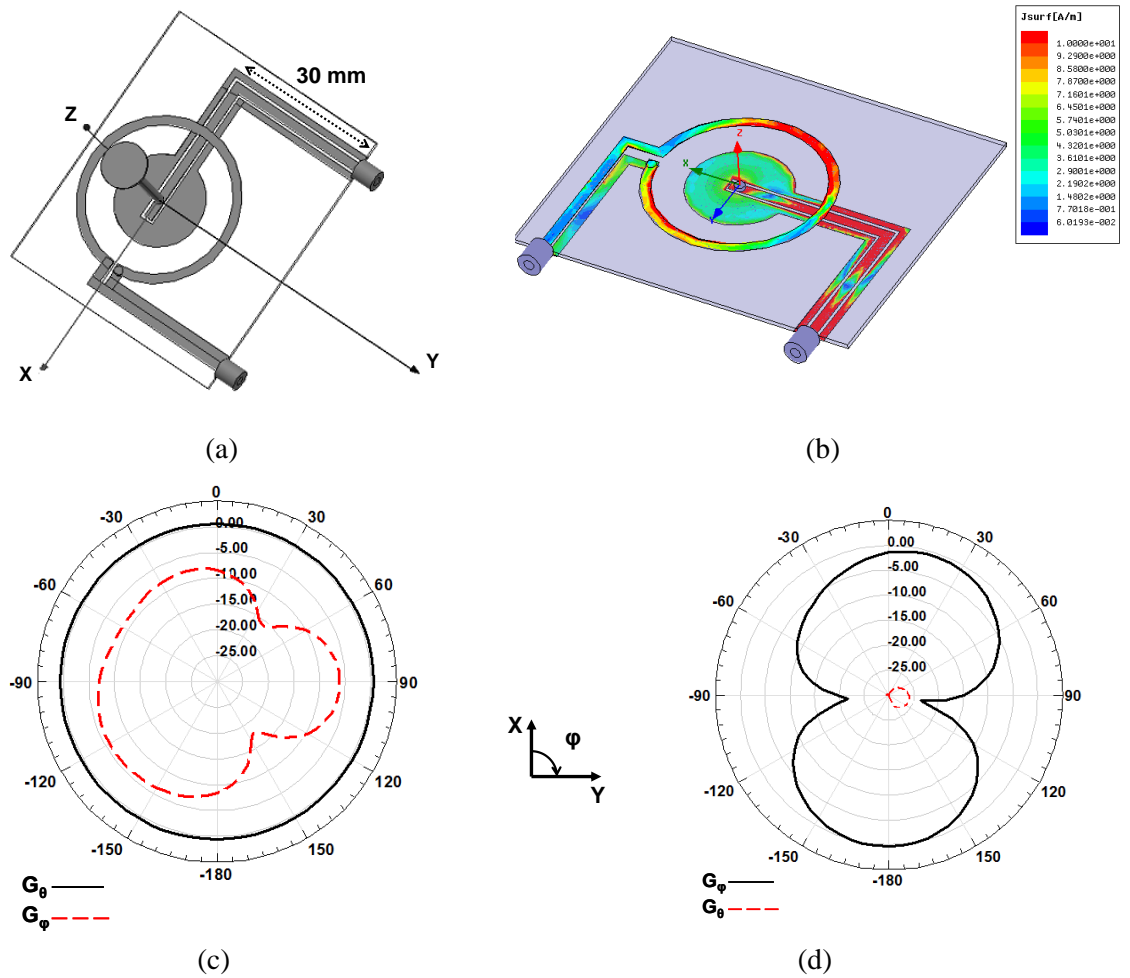 30 mm
Z
X
Y
(a)
Jsurf[A/m]
1.0000e+001
9.2900e+000
8.5800e+000
7.8700e+000
7.1601e+000
6.4501e+000
5.7401e+000
5.0301e+000
4.3201e+000
3.6101e+000
2.9001e+000
2.1902e+000
1.4802e+000
7.7018e-001
6.0193e-002
Z
X
Y
(b)
0
-30 30
-60 60
-90 90
-120 120
-150 150
-180
0.00
-5.00
-10.00
-15.00
-20.00
-25.00
Gθ
Gφ
(c)
X
φ
Y
0
-30 30
-60 60
-90 90
-120 120
-150 150
-180
0.00
-5.00
-10.00
-15.00
-20.00
-25.00
Gφ
Gθ
(d)